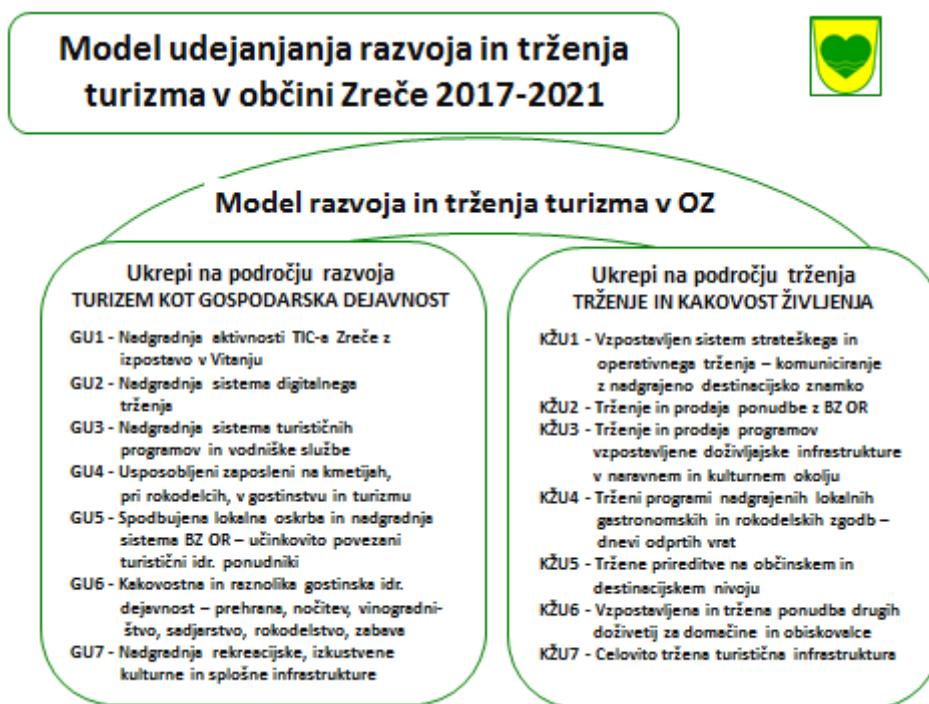 Model udejanjanja razvoja in trženja
turizma v občini Zreče 2017-2021
Model razvoja in trženja turizma v OZ
Ukrepi na področju razvoja
TURIZEM KOT GOSPODARSKA DEJAVNOST
GU1 - Nadgradnja aktivnosti TIC-a Zreče z
izpostavo v Vitanju
GU2 - Nadgradnja sistema digitalnega
trženja
GU3 - Nadgradnja sistema turističnih
programov in vodniške službe
GU4 - Usposobljeni zaposleni na kmetijah,
pri rokodelcih, v gostinstvu in turizmu
GU5 - Spodbujena lokalna oskrba in nadgradnja
sistema BZ OR – učinkovito povezani
turistični idr. ponudniki
GU6 - Kakovostna in raznolika gostinska idr.
dejavnost – prehrana, nočitev, vinogradni-
štvo, sadjarstvo, rokodelstvo, zabava
GU7 - Nadgradnja rekreacijske, izkustvene
kulturne in splošne infrastrukture
Ukrepi na področju trženja
TRŽENJE IN KAKOVOST ŽIVLJENJA
KŽU1 - Vzpostavljen sistem strateškega in
operativnega trženja – komuniciranje
z nadgrajeno destinacijsko znamko
KŽU2 - Trženje in prodaja ponudbe z BZ OR
KŽU3 - Trženje in prodaja programov
vzpostavljene doživljajske infrastrukture
v naravnem in kulturnem okolju
KŽU4 - Trženi programi nadgrajenih lokalnih
gastronomskih in rokodelskih zgodb –
dnevi odprtih vrat
KŽU5 - Tržene prireditve na občinskem in
destinacijskem nivoju
KŽU6 - Vzpostavljena in tržena ponudba drugih
doživetij za domačine in obiskovalce
KŽU7 - Celovito tržena turistična infrastruktura